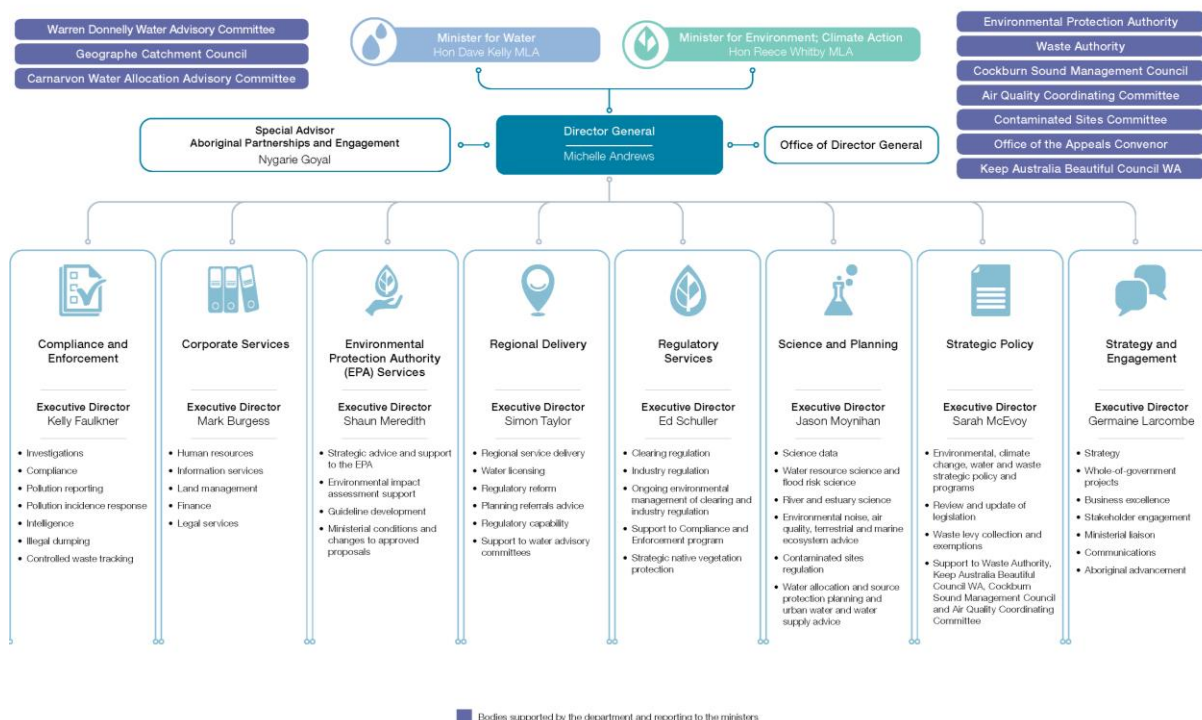 Warren Donnelly Water Advisory Committee
Geographe Catchment Council
Carnarvon Water Allocation Advisory Committee
Minister for Water
Hon Dave Kelly MLA
Minister for Environment; Climate Action
Hon Reece Whitby MLA
Environmental Protection Authority
Waste Authority
Cockburn Sound Management Council
Air Quality Coordinating Committee
Contaminated Sites Committee
Office of the Appeals Convenor
Keep Australia Beautiful Council WA
Special Advisor
Aboriginal Partnerships and Engagement
Nygarie Goyal
Director General
Michelle Andrews
Office of Director General
Compliance and
Enforcement
Executive Director
Kelly Faulkner
• Investigations
• Compliance
• Pollution reporting
• Pollution incidence response
• Intelligence
• Illegal dumping
• Controlled waste tracking
Corporate Services
Executive Director
Mark Burgess
• Human resources
• Information services
• Land management
• Finance
• Legal services
Environmental
Protection Authority
(EPA) Services
Executive Director
Shaun Meredith
• Strategic advice and support
to the EPA
• Environmental impact
assessment support
• Guideline development
• Ministerial conditions and
changes to approved
proposals
Regional Delivery
Executive Director
Simon Taylor
• Regional service delivery
• Water licensing
• Regulatory reform
• Planning referrals advice
• Regulatory capability
• Support to water advisory
committees
Regulatory
Services
Executive Director
Ed Schuller
• Clearing regulation
• Industry regulation
• Ongoing environmental
management of clearing and
industry regulation
• Support to Compliance and
Enforcement program
• Strategic native vegetation
protection
Science and Planning
Executive Director
Jason Moynihan
• Science data
• Water resource science and
flood risk science
• River and estuary science
• Environmental noise, air
quality, terrestrial and marine
ecosystem advice
• Contaminated sites
regulation
• Water allocation and source
protection planning and
urban water and water
supply advice
Strategic Policy
Executive Director
Sarah McEvoy
• Environmental, climate
change, water and waste
strategic policy and
programs
• Review and update of
legislation
• Waste levy collection and
exemptions
• Support to Waste Authority,
Keep Australia Beautiful
Council WA, Cockburn
Sound Management Council
and Air Quality Coordinating
Committee
Strategy and
Engagement
Executive Director
Germaine Larcombe
• Strategy
• Whole-of-government
projects
• Business excellence
• Stakeholder engagement
• Ministerial liaison
• Communications
• Aboriginal advancement
Bodies supported by the department and reporting to the ministers